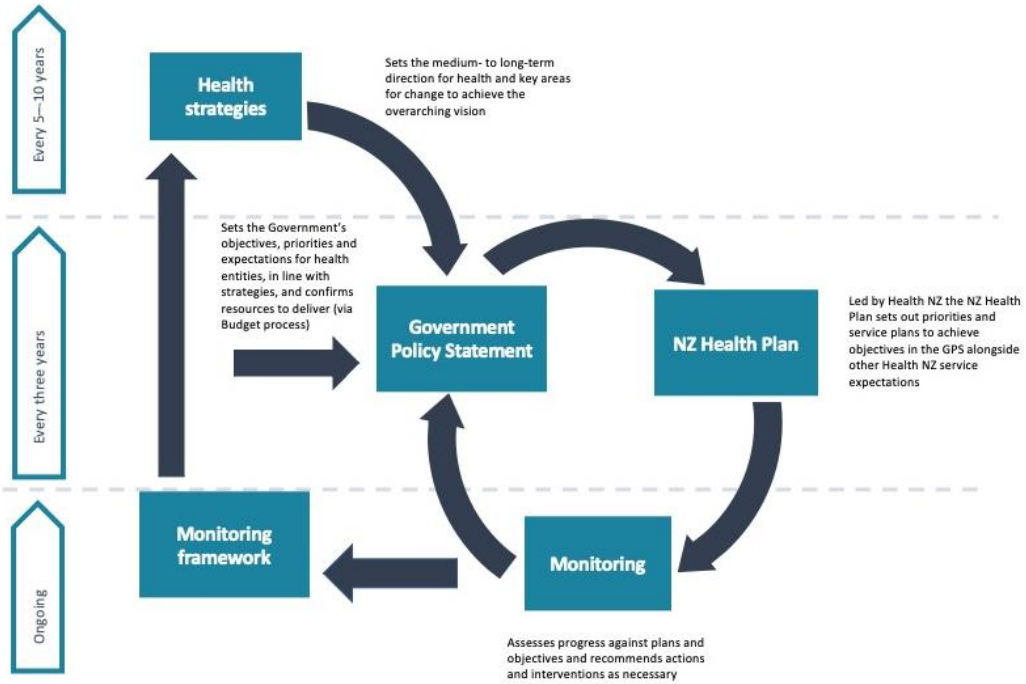 Every 5—10 years
Health
strategies
Sets the medium- to long-term
direction for health and key areas
for change to achieve the
overarching vision
Every three years
Sets the Government's
objectives, priorities and
expectations for health
entities, in line with
strategies, and confirms
resources to deliver (via
Budget process)
Government
Policy Statement
NZ Health Plan
Led by Health NZ the NZ Health
Plan sets out priorities and
service plans to achieve
objectives in the GPS alongside
other Health NZ service
expectations
Ongoing
Monitoring
framework
Monitoring
Assesses progress against plans and
objectives and recommends actions
and interventions as necessary